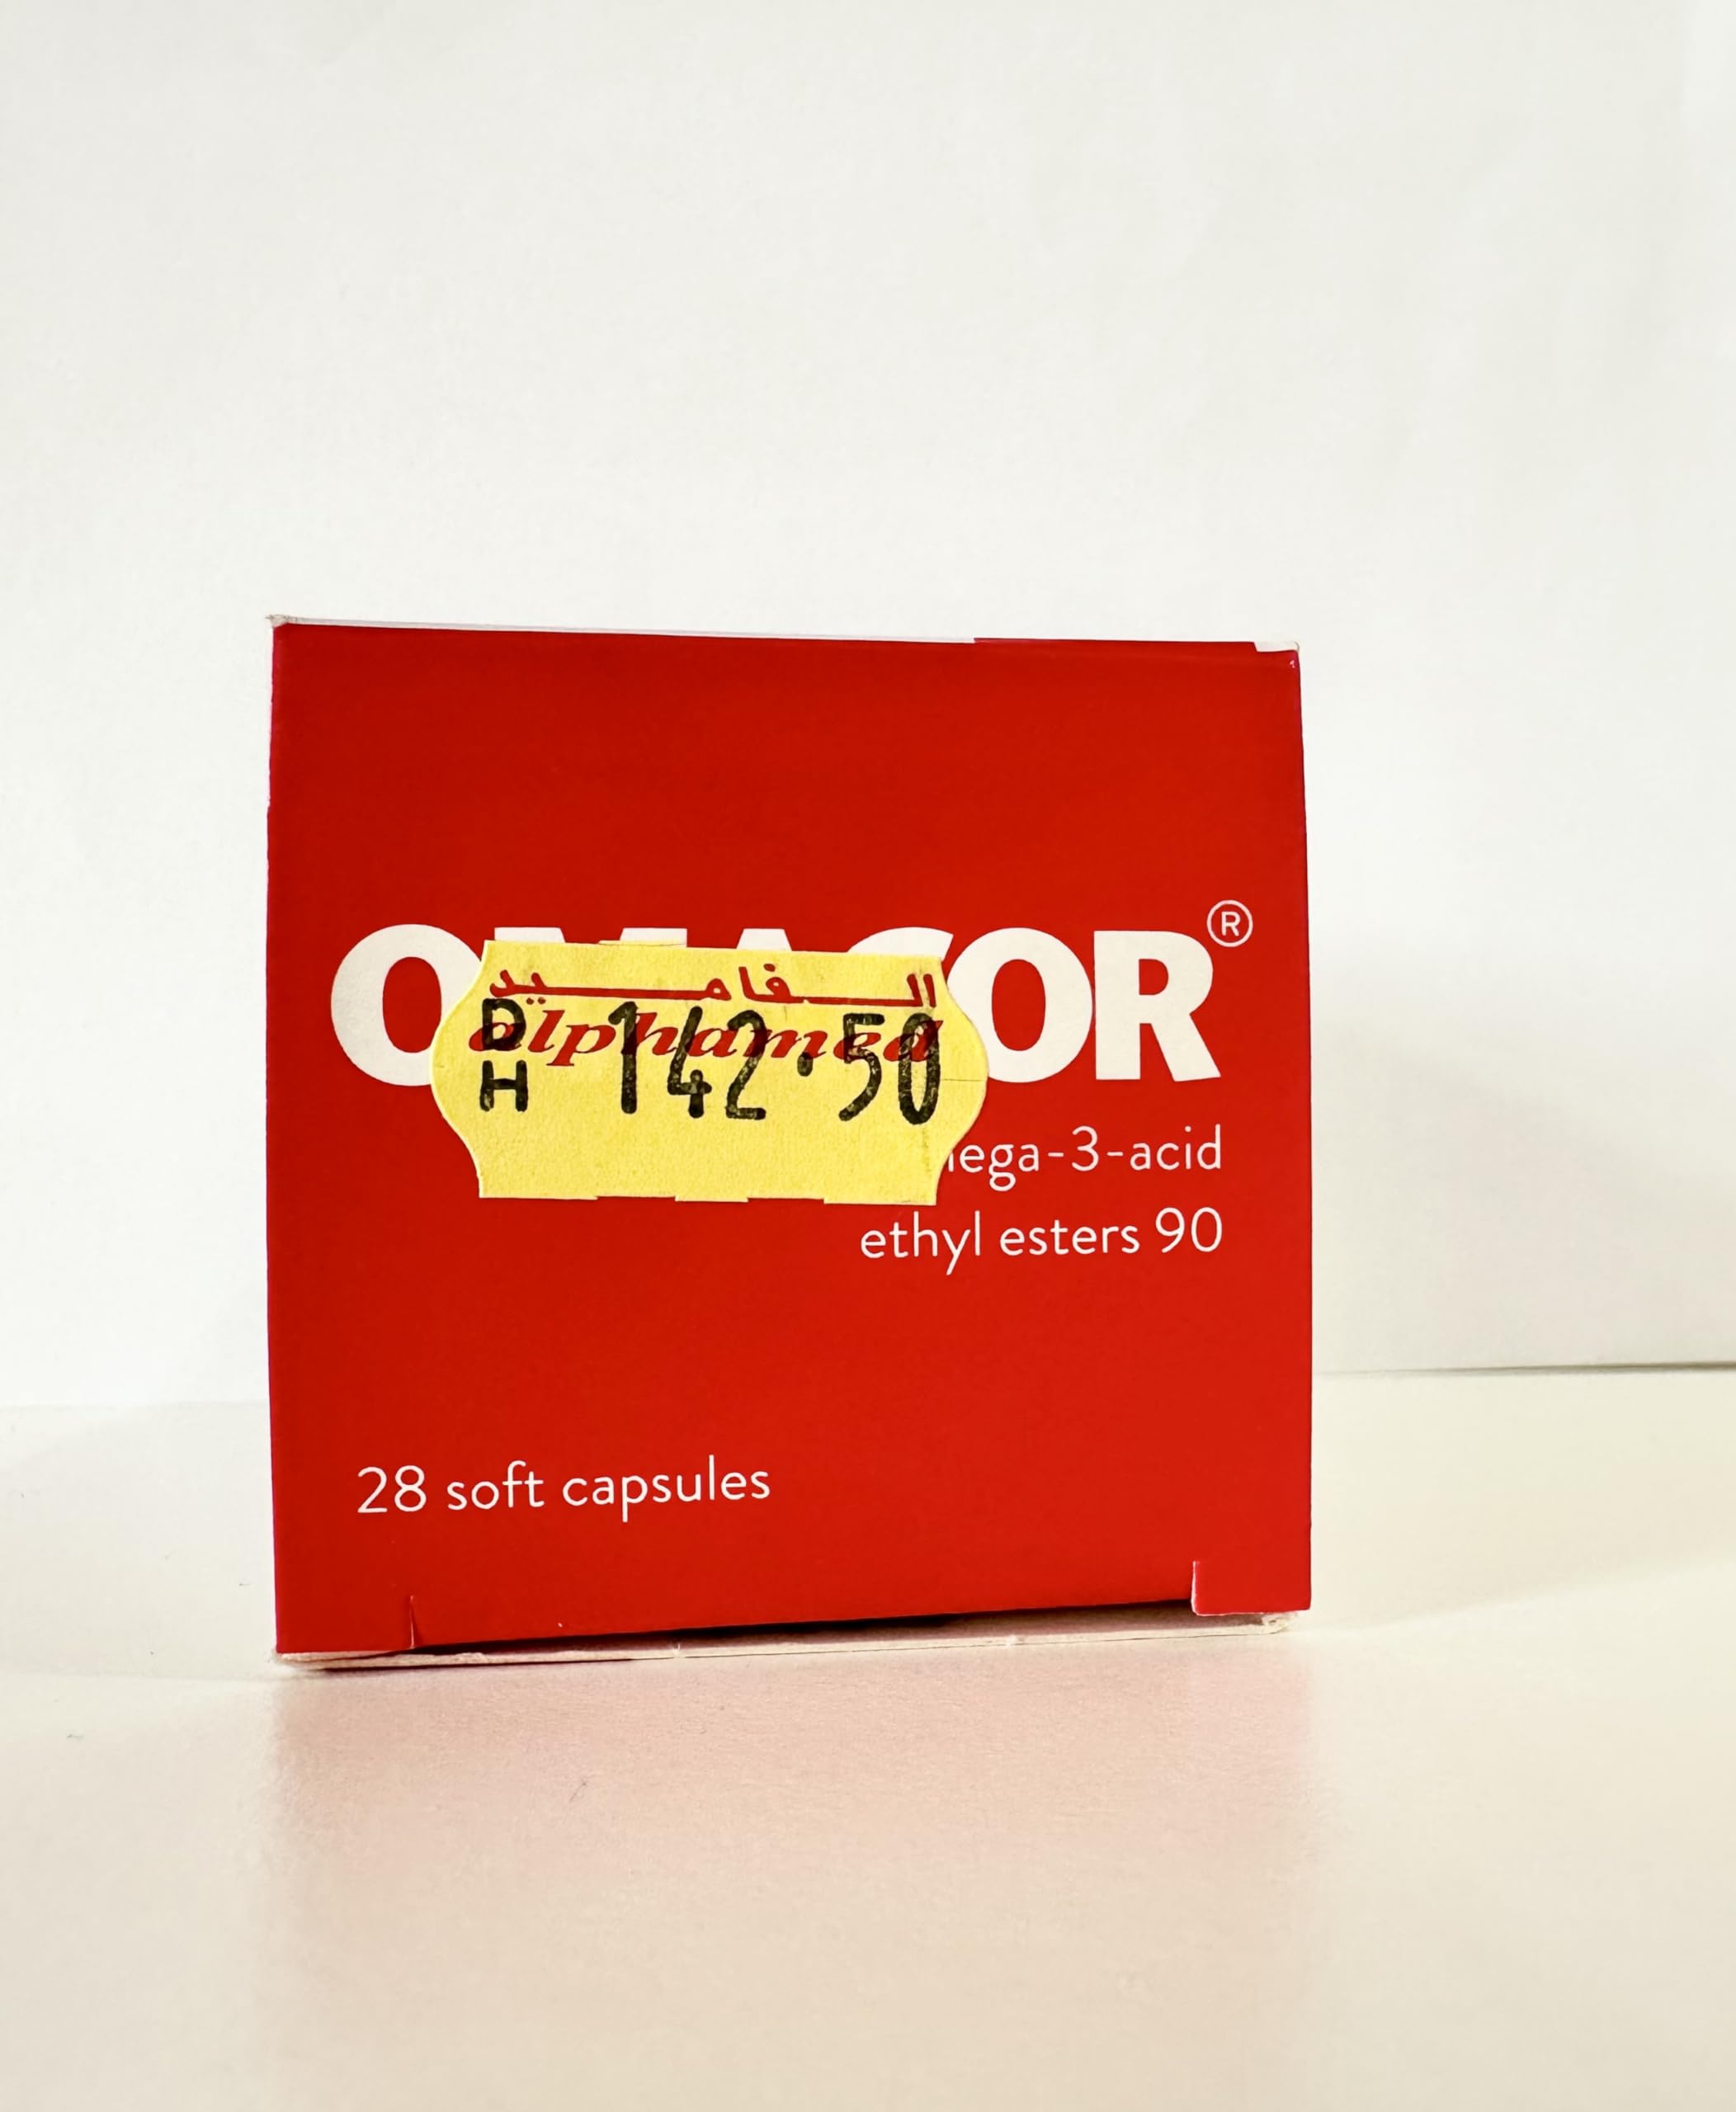 OMACOR®
الفاميد
alphamed
DH 142.50
ega-3-acid
ethyl esters 90
28 soft capsules